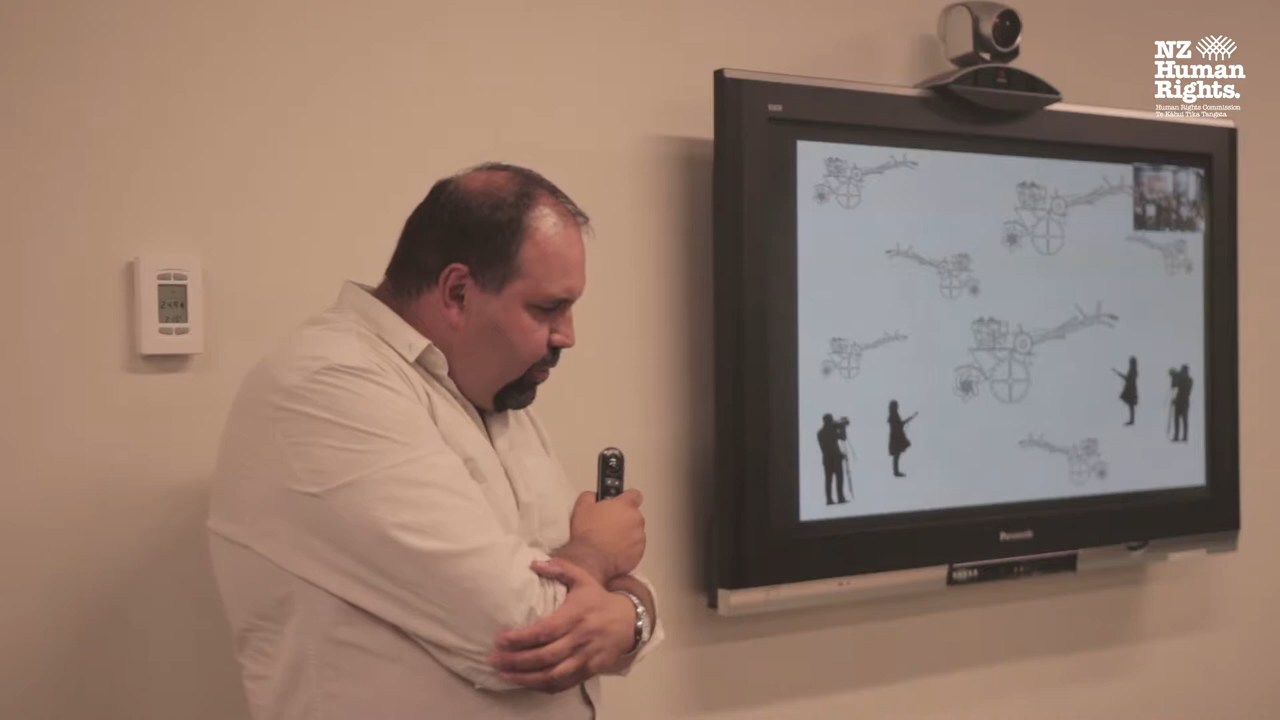 NZ
Human
Rights.
Human Rights Commission
Te Kāhui Tika Tangata
Panasonic